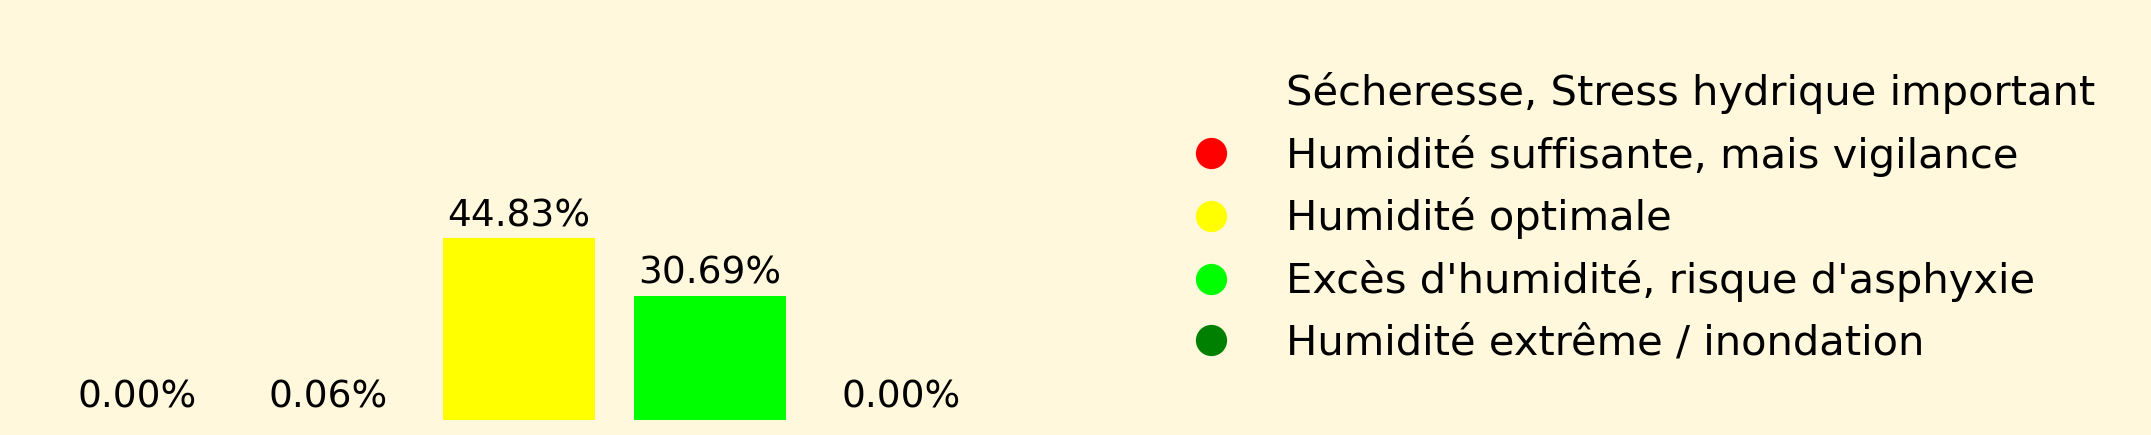 Sécheresse, Stress hydrique important
Humidité suffisante, mais vigilance
Humidité optimale
Excès d'humidité, risque d'asphyxie
Humidité extrême / inondation
44.83%
30.69%
0.00%
0.06%
0.00%